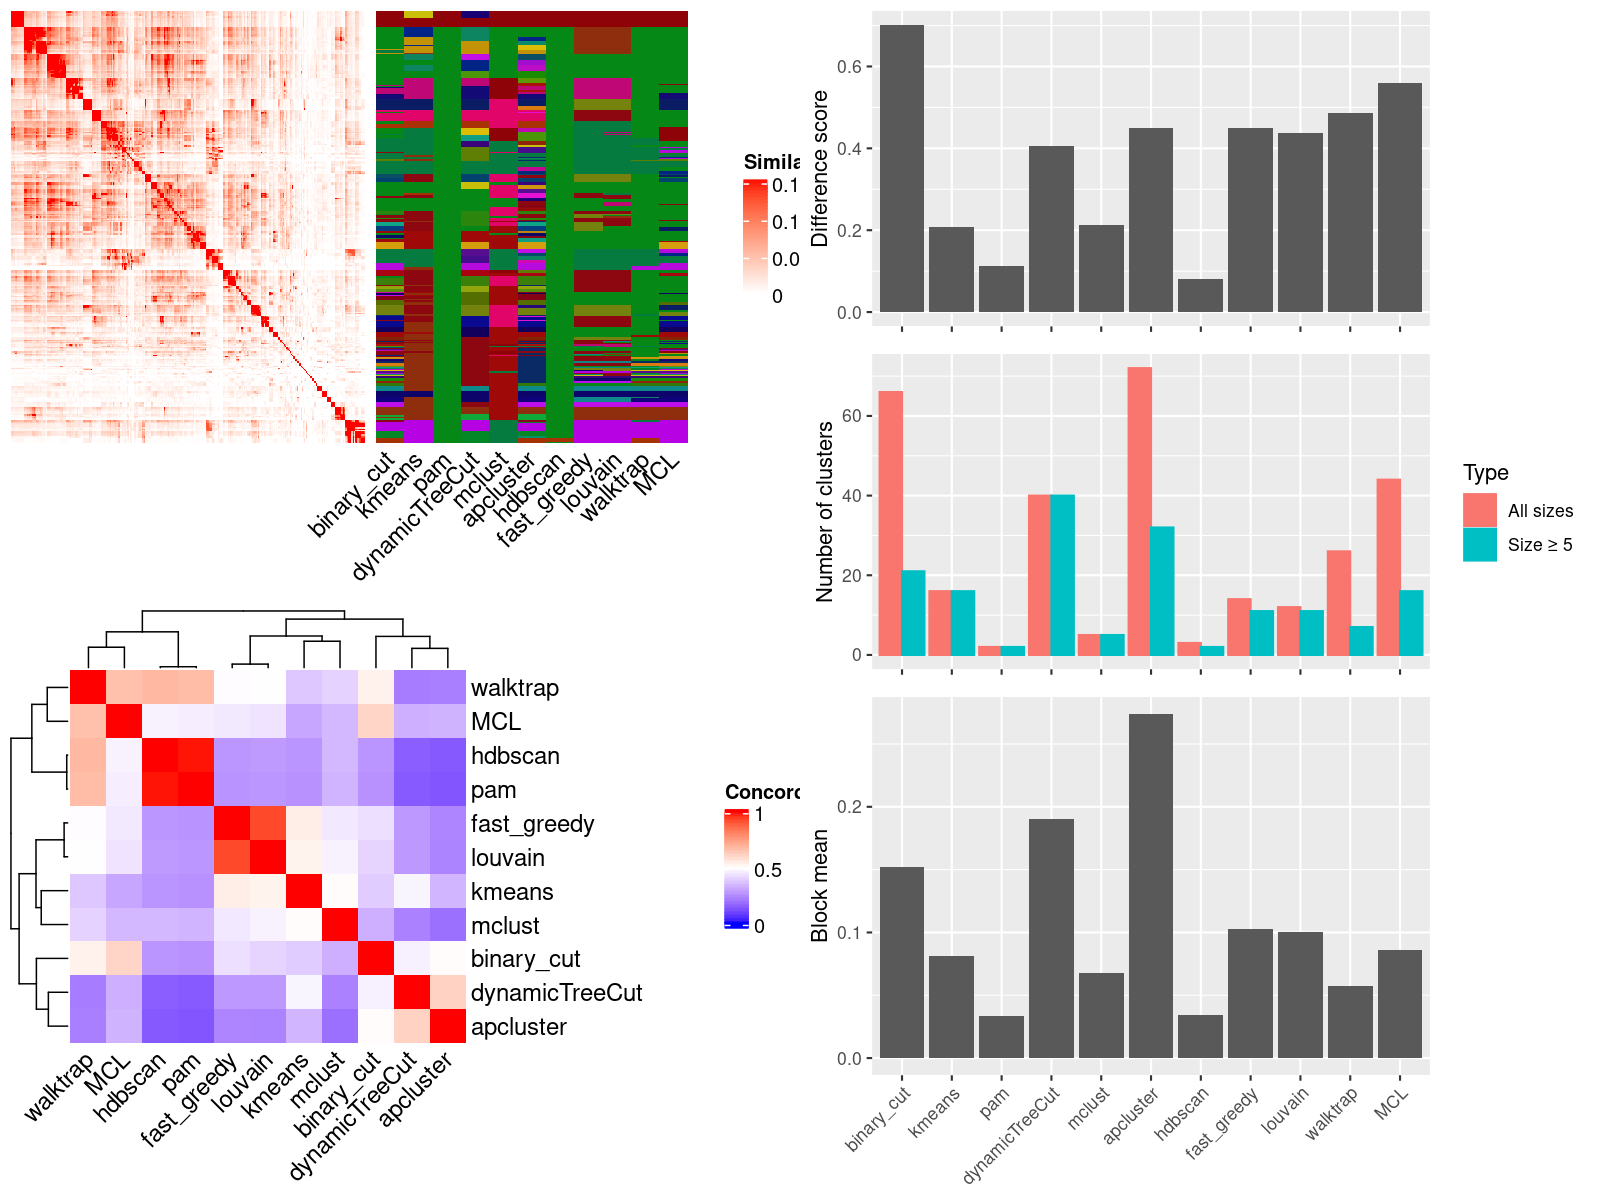 Simila
0.1
0.1
0.0
0
binary_cut
kmeans
pam
dynamicTreeCut
mclust
apcluster
hdbscan
fast_greedy
louvain
walktrap
MCL
Difference score
0.6
0.4
0.2
0.0
Number of clusters
60
40
20
0
Type
All sizes
Size ≥ 5
walktrap
MCL
hdbscan
pam
fast_greedy
louvain
kmeans
mclust
binary_cut
dynamicTreeCut
apcluster
walktrap
MCL
hdbscan
pam
fast_greedy
louvain
kmeans
mclust
binary_cut
dynamicTreeCut
apcluster
Concord
1
0.5
0
Block mean
0.2
0.1
0.0
binary_cut
kmeans
pam
dynamicTreeCut
mclust
apcluster
hdbscan
fast_greedy
louvain
walktrap
MCL